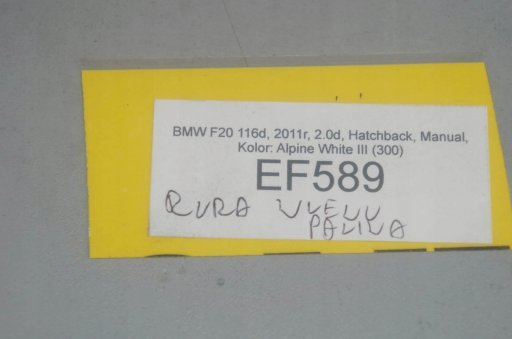 BMW F20 116d, 2011r, 2.0d, Hatchback, Manual,
Kolor: Alpine White III (300)
EF589
RURA WLEWU
PALIWA